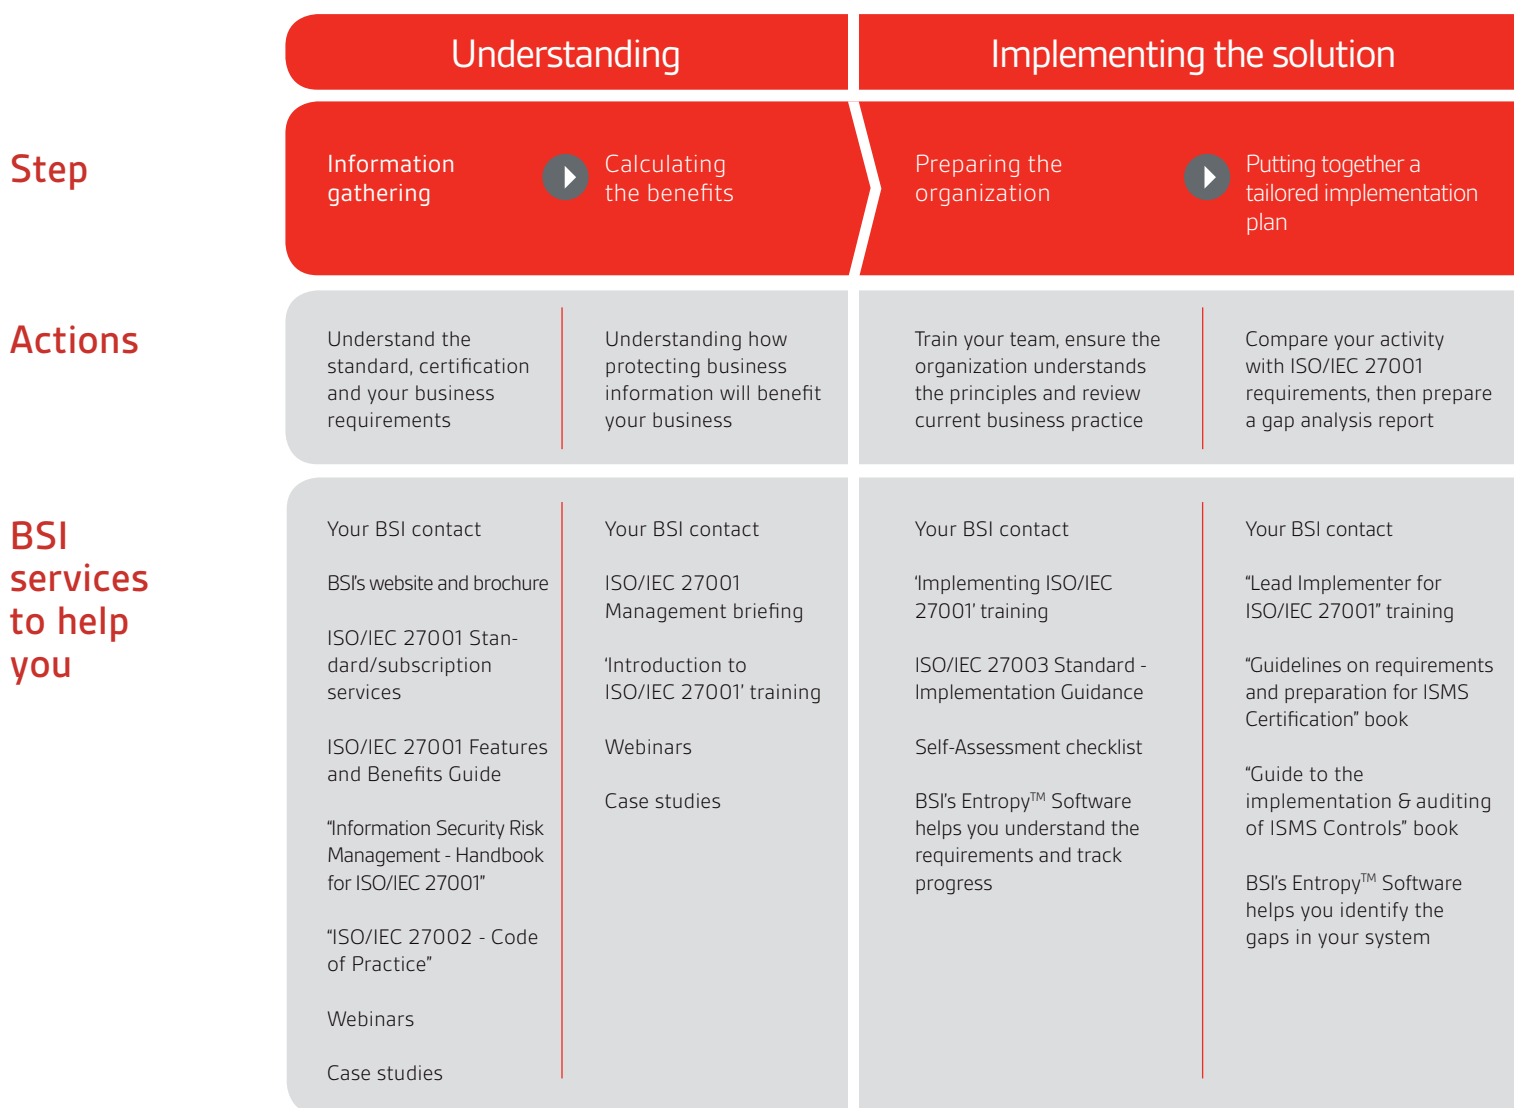 Understanding
Implementing the solution
Step
Information
gathering
Calculating
the benefits
Preparing the
organization
Putting together a
tailored implementation
plan
Actions
Understand the
standard, certification
and your business
requirements
Understanding how
protecting business
information will benefit
your business
Train your team, ensure the
organization understands
the principles and review
current business practice
Compare your activity
with ISO/IEC 27001
requirements, then prepare
a gap analysis report
BSI
services
to help
you
Your BSI contact
BSI's website and brochure
ISO/IEC 27001 Stan-
dard/subscription
services
ISO/IEC 27001 Features
and Benefits Guide
“Information Security Risk
Management - Handbook
for ISO/IEC 27001”
“ISO/IEC 27002 - Code
of Practice”
Webinars
Case studies
Your BSI contact
ISO/IEC 27001
Management briefing
‘Introduction to
ISO/IEC 27001’ training
Webinars
Case studies
Your BSI contact
‘Implementing ISO/IEC
27001’ training
ISO/IEC 27003 Standard -
Implementation Guidance
Self-Assessment checklist
BSI's Entropy™ Software
helps you understand the
requirements and track
progress
Your BSI contact
“Lead Implementer for
ISO/IEC 27001” training
“Guidelines on requirements
and preparation for ISMS
Certification” book
“Guide to the
implementation & auditing
of ISMS Controls” book
BSI's Entropy™ Software
helps you identify the
gaps in your system